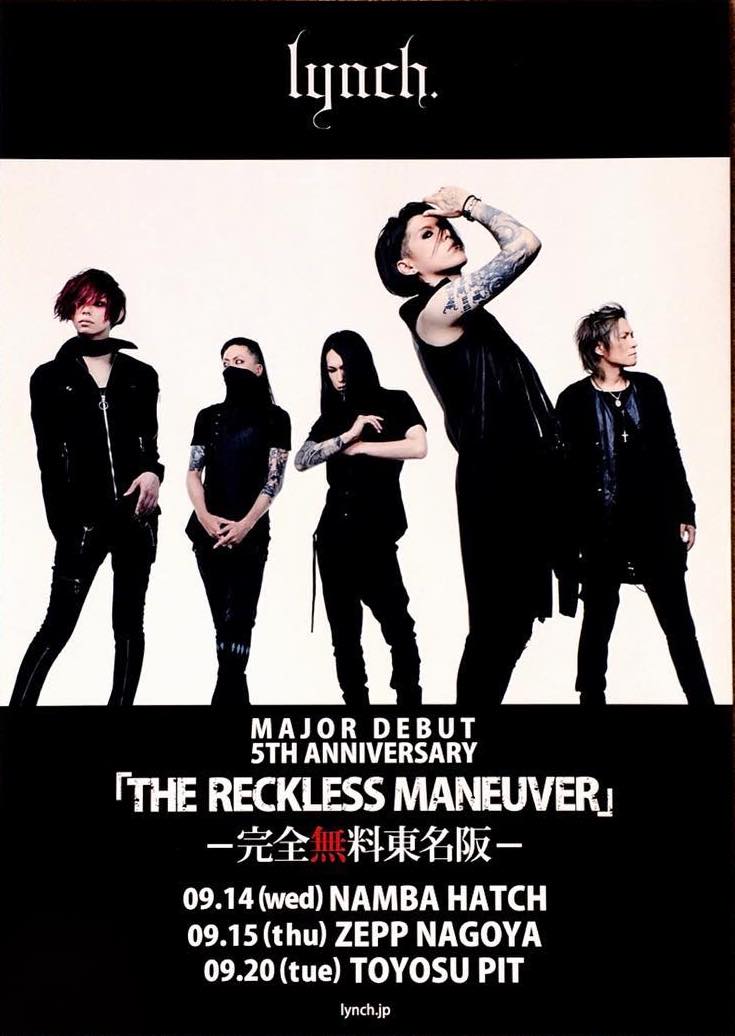 lynch.
MAJOR DEBUT
5TH ANNIVERSARY
「THE RECKLESS MANEUVER」
－完全無料東名阪－
09.14(wed) NAMBA HATCH
09.15(thu) ZEPP NAGOYA
09.20(tue) TOYOSU PIT
lynch.jp